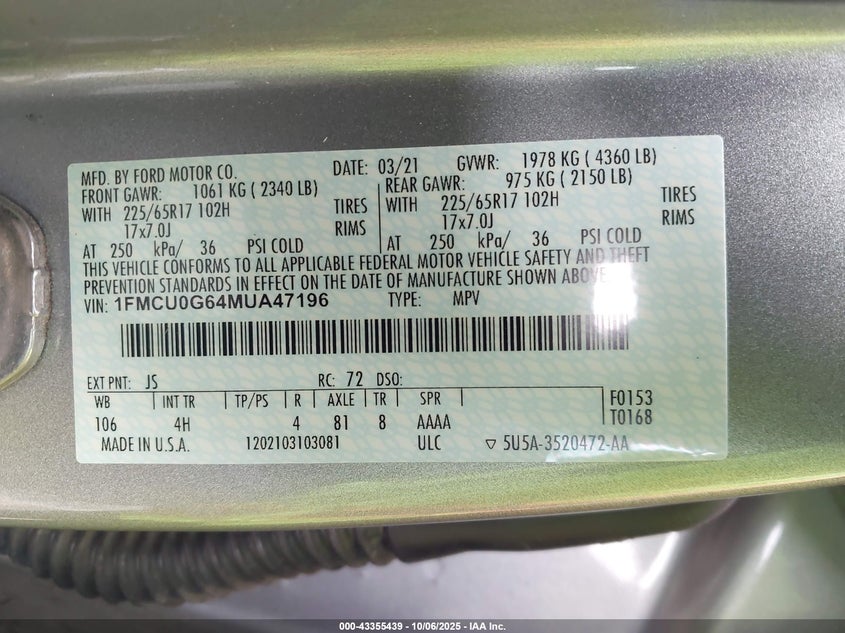 MFD. BY FORD MOTOR CO. DATE: 03/21 GVWR: 1978 KG ( 4360 LB)
FRONT GAWR: 1061 KG ( 2340 LB) REAR GAWR: 975 KG ( 2150 LB)
WITH 225/65R17 102H TIRES WITH 225/65R17 102H TIRES
17x7.0J RIMS 17x7.0J RIMS
AT 250 kPa/ 36 PSI COLD AT 250 kPa/ 36 PSI COLD
THIS VEHICLE CONFORMS TO ALL APPLICABLE FEDERAL MOTOR VEHICLE SAFETY AND THEFT
PREVENTION STANDARDS IN EFFECT ON THE DATE OF MANUFACTURE SHOWN ABOVE.
VIN: 1FMCU0G64MUA47196 TYPE: MPV
EXT PNT: JS RC: 72 DSO:
WB INT TR TP/PS R AXLE TR SPR F0153
106 4H 4 81 8 AAAA T0168
MADE IN U.S.A. 1202103103081 ULC ▽ 5U5A-3520472-AA
000-43355439 - 10/06/2025 - IAA Inc.